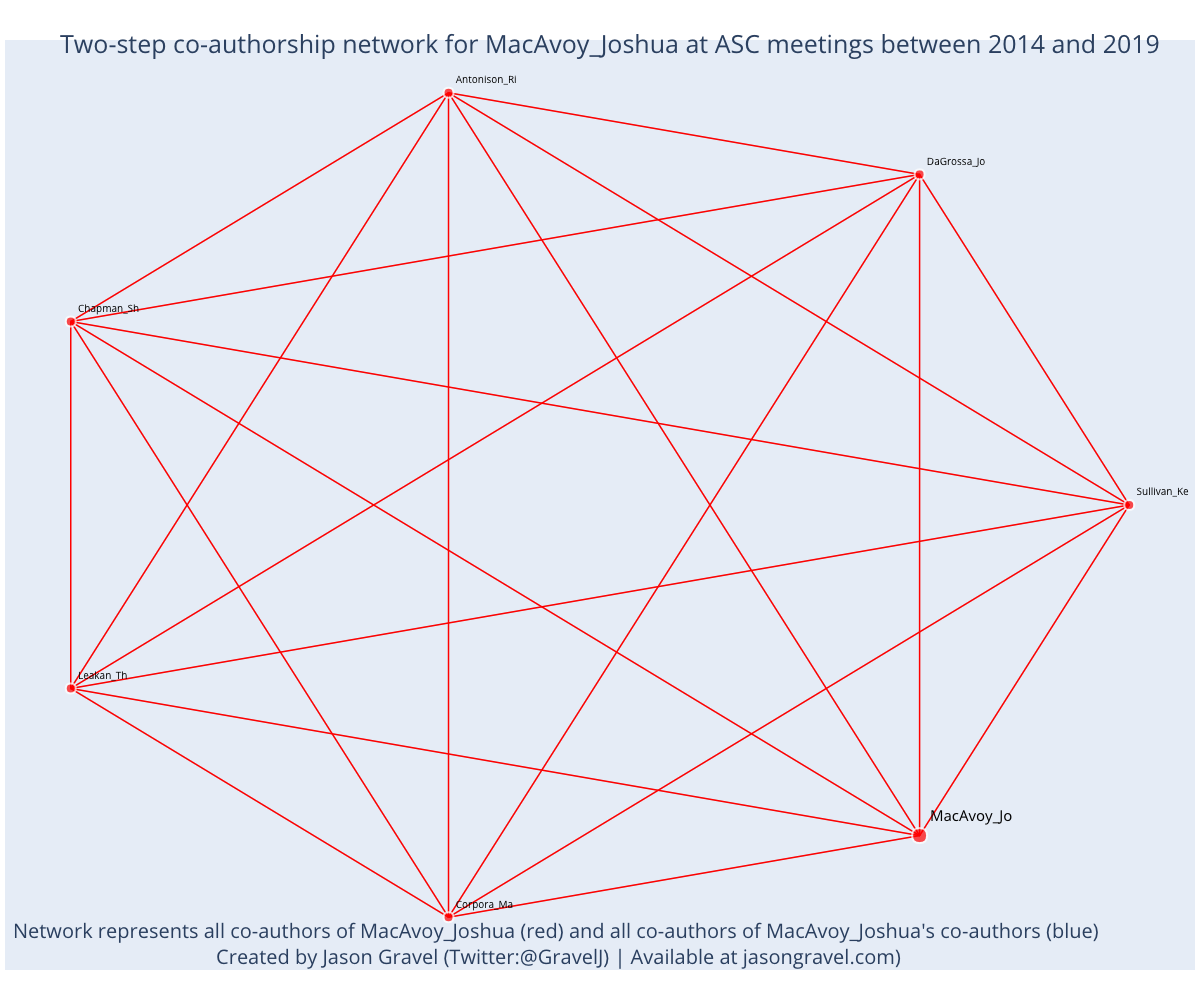 Two-step co-authorship network for MacAvoy_Joshua at ASC meetings between 2014 and 2019
Antonison_Ri
DaGrossa_Jo
Chapman_Sh
Sullivan_Ke
Leakan_Th
MacAvoy_Jo
Corpora_Ma
Network represents all co-authors of MacAvoy_Joshua (red) and all co-authors of MacAvoy_Joshua's co-authors (blue)
Created by Jason Gravel (Twitter:@GravelJ) | Available at jasongravel.com)